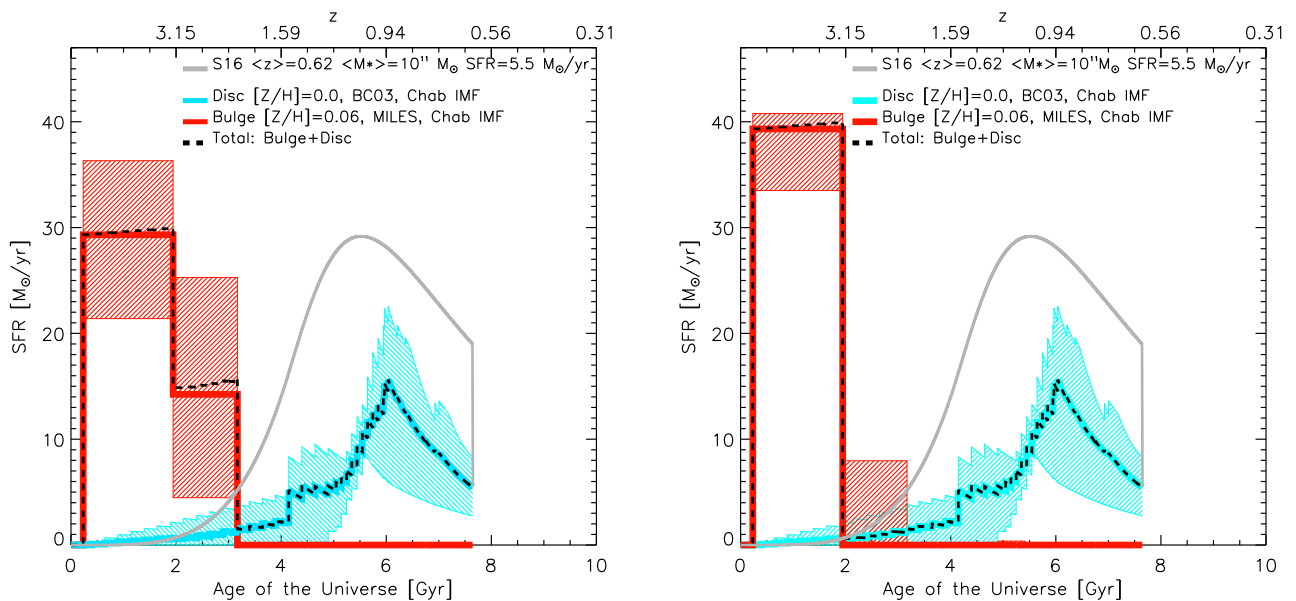 z
3.15 1.59 0.94 0.56 0.31
S16 <z>=0.62 <M*>=10¹¹ M⊙ SFR=5.5 M⊙/yr
Disc [Z/H]=0.0, BC03, Chab IMF
Bulge [Z/H]=0.06, MILES, Chab IMF
Total: Bulge+Disc
40
30
20
10
0
SFR [M⊙/yr]
0 2 4 6 8 10
Age of the Universe [Gyr]
z
3.15 1.59 0.94 0.56 0.31
S16 <z>=0.62 <M*>=10¹¹M⊙ SFR=5.5 M⊙/yr
Disc [Z/H]=0.0, BC03, Chab IMF
Bulge [Z/H]=0.06, MILES, Chab IMF
Total: Bulge+Disc
40
30
20
10
0
SFR [M⊙/yr]
0 2 4 6 8 10
Age of the Universe [Gyr]